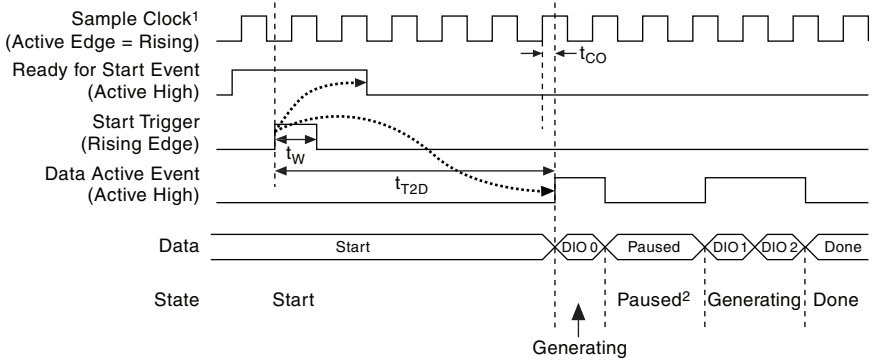 Sample Clock¹
(Active Edge = Rising)
tCO
Ready for Start Event
(Active High)
Start Trigger
(Rising Edge)
tW
Data Active Event
(Active High)
tT2D
Data
Start
DIO 0
Paused
DIO 1
DIO 2
Done
State
Start
Paused²
Generating
Done
Generating